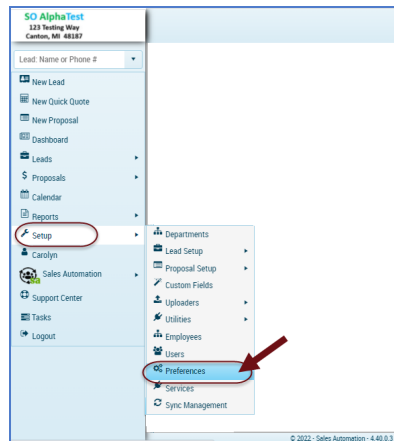 SO AlphaTest
123 Testing Way
Canton, MI 48187
Lead: Name or Phone #
New Lead
New Quick Quote
New Proposal
Dashboard
Leads
Proposals
Calendar
Reports
Setup
Carolyn
Sales Automation
Support Center
Tasks
Logout
Departments
Lead Setup
Proposal Setup
Custom Fields
Uploaders
Utilities
Employees
Users
Preferences
Services
Sync Management
© 2022 - Sales Automation - 4.40.0.3